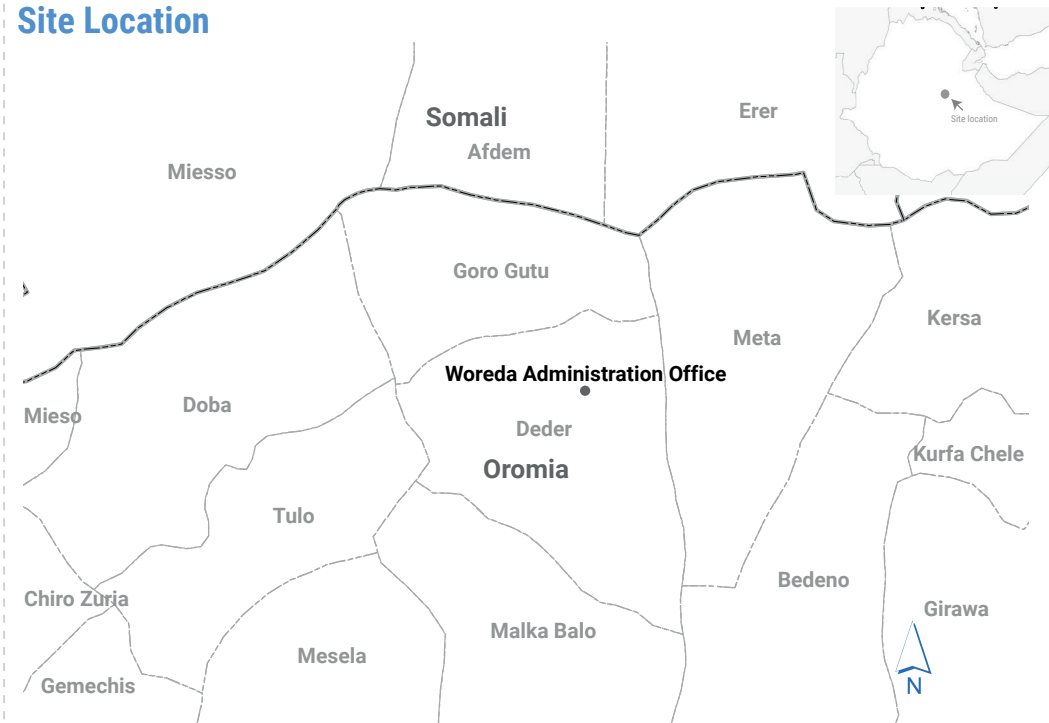 Site Location
Site location
Somali
Erer
Afdem
Miesso
Goro Gutu
Kersa
Meta
Woreda Administration Office
Doba
Mieso
Deder
Kurfa Chele
Oromia
Tulo
Bedeno
Chiro Zuria
Girawa
Malka Balo
Mesela
Gemechis
N